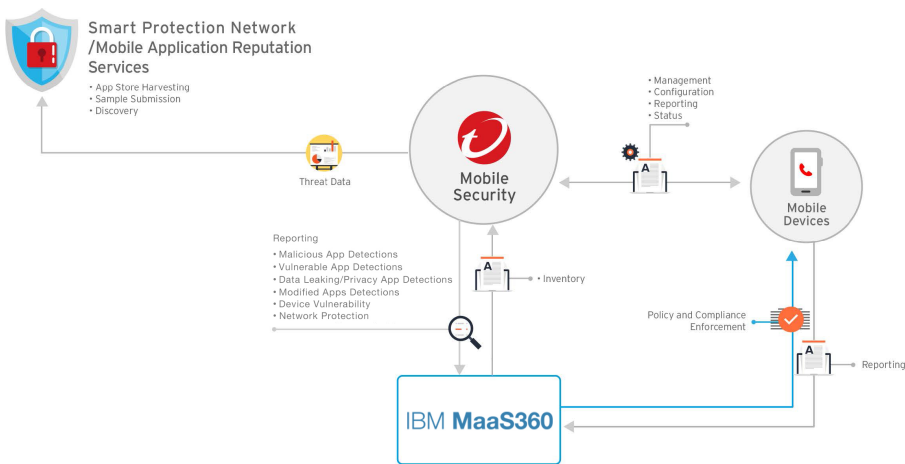 Smart Protection Network
/Mobile Application Reputation
Services
• App Store Harvesting
• Sample Submission
• Discovery
Threat Data
Mobile
Security
• Management
• Configuration
• Reporting
• Status
A
Mobile
Devices
Reporting
• Malicious App Detections
• Vulnerable App Detections
• Data Leaking/Privacy App Detections
• Modified Apps Detections
• Device Vulnerability
• Network Protection
A
• Inventory
Policy and Compliance
Enforcement
A
Reporting
IBM MaaS360